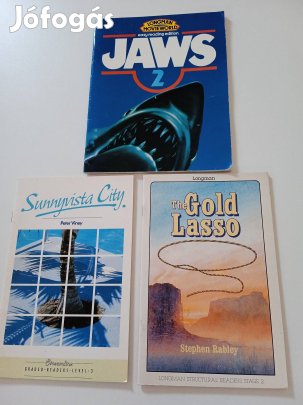 Jófogás
LONGMAN
MOVIEWORLD
easy reading edition
JAWS
2
Sunnyvista City
Peter Viney
GRADED READERS LEVEL 3
Longman
The Gold
Lasso
Stephen Rabley
LONGMAN STRUCTURAL READERS STAGE 2